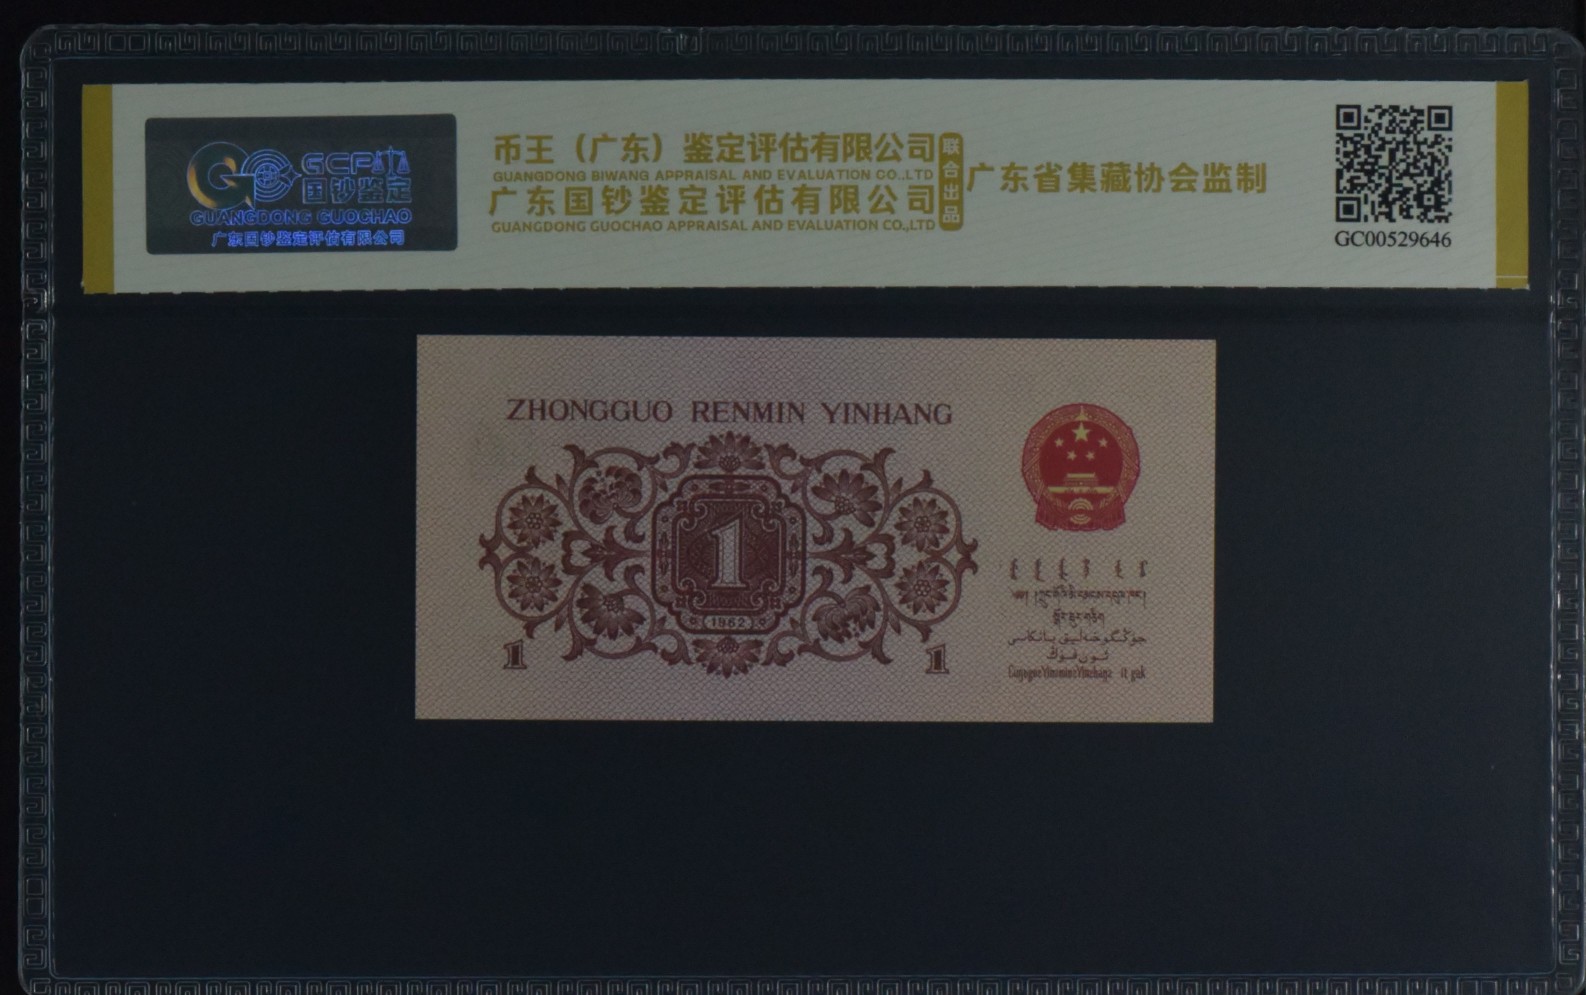 GCP
国钞鉴定
GUANGDONG GUOCHAO
广东国钞鉴定评估有限公司
币王（广东）鉴定评估有限公司
GUANGDONG BIWANG APPRAISAL AND EVALUATION CO.,LTD
广东国钞鉴定评估有限公司
GUANGDONG GUOCHAO APPRAISAL AND EVALUATION CO.,LTD
联合出品
广东省集藏协会监制
GC00529646
ZHONGGUO RENMIN YINHANG
1
1962
1
1
جۇڭگو خەلىق بانكىسى